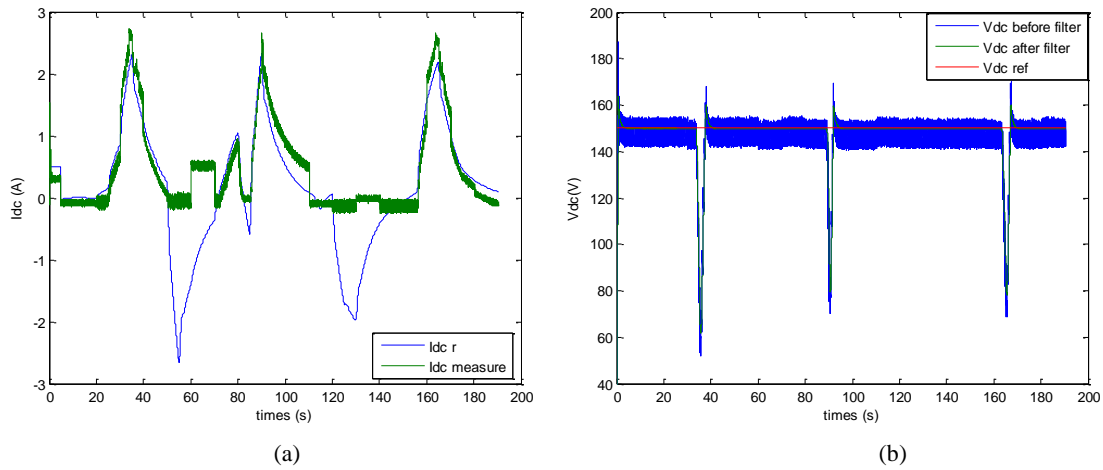 3
2
1
0
-1
-2
-3
Idc (A)
0 20 40 60 80 100 120 140 160 180 200
times (s)
Idc r
Idc measure
(a)
200
180
160
140
120
100
80
60
40
Vdc(V)
0 20 40 60 80 100 120 140 160 180 200
times (s)
Vdc before filter
Vdc after filter
Vdc ref
(b)